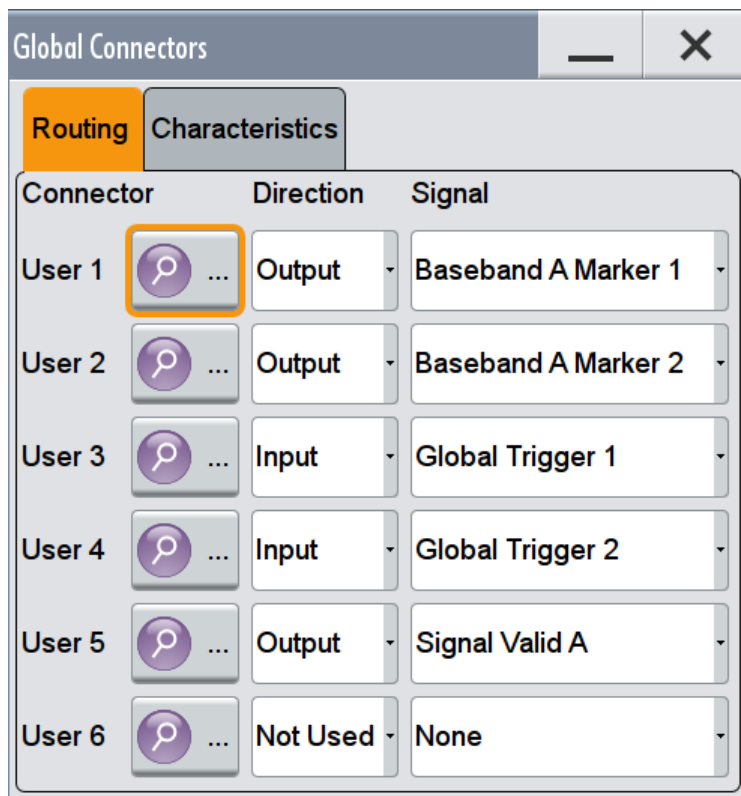 Global Connectors
Routing Characteristics
Connector Direction Signal
User 1 ... Output Baseband A Marker 1
User 2 ... Output Baseband A Marker 2
User 3 ... Input Global Trigger 1
User 4 ... Input Global Trigger 2
User 5 ... Output Signal Valid A
User 6 ... Not Used None